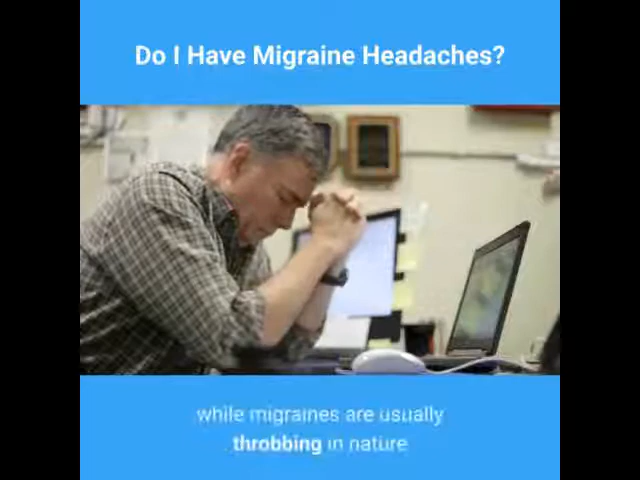 Do I Have Migraine Headaches?
while migraines are usually
throbbing in nature